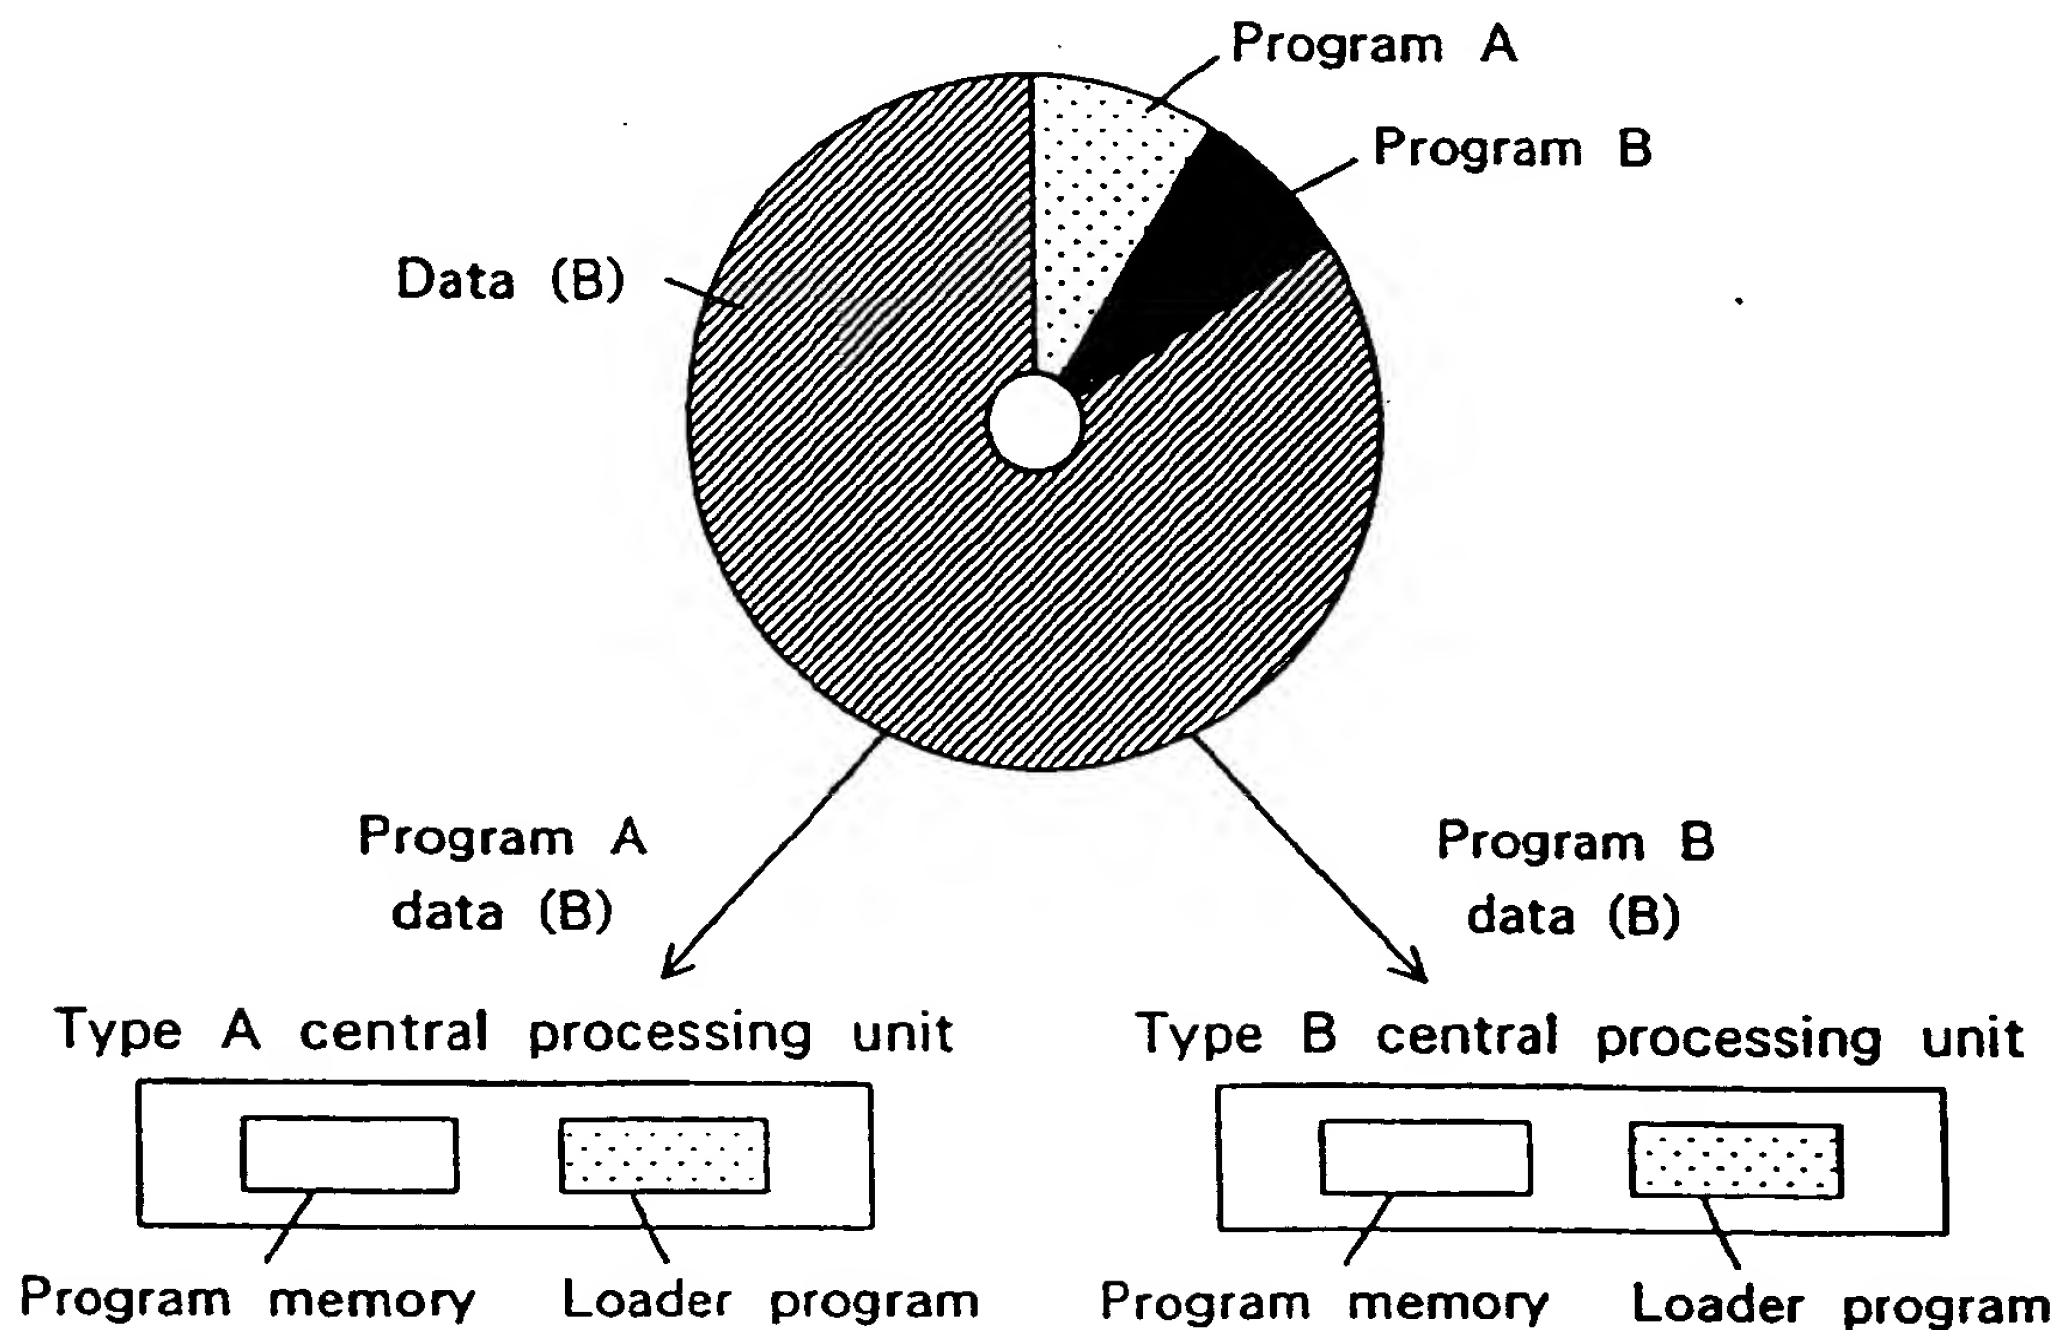 Program A
Program B
Data (B)
Program A
data (B)
Program B
data (B)
Type A central processing unit
Type B central processing unit
Program memory
Loader program
Program memory
Loader program